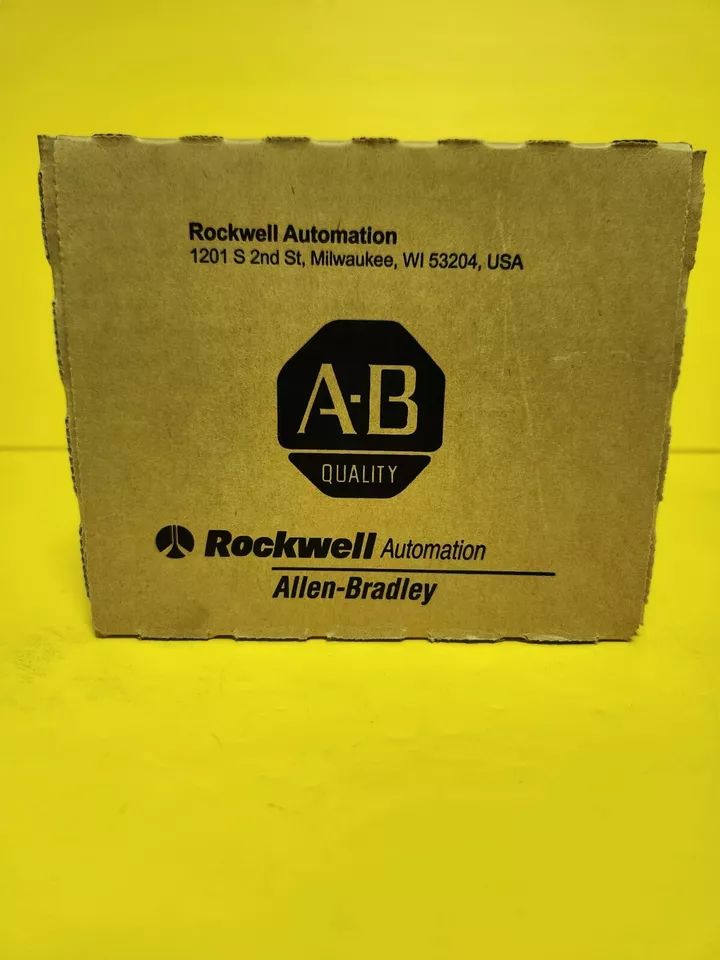 Rockwell Automation
1201 S 2nd St, Milwaukee, WI 53204, USA
A-B
QUALITY
Rockwell Automation
Allen-Bradley